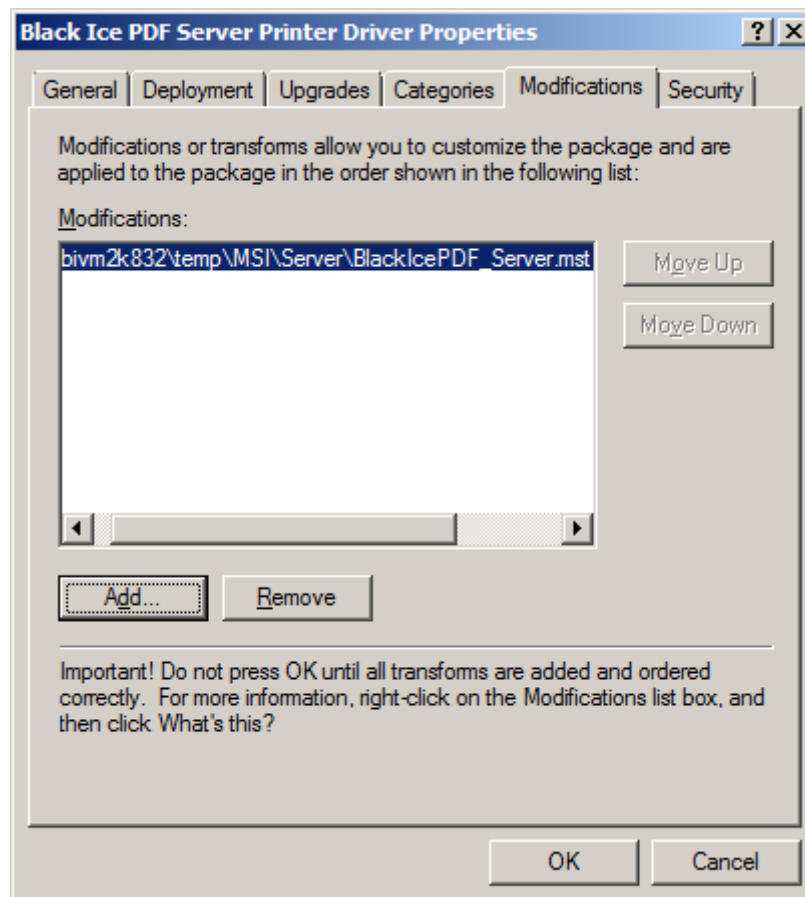 Black Ice PDF Server Printer Driver Properties
General Deployment Upgrades Categories Modifications Security
Modifications or transforms allow you to customize the package and are
applied to the package in the order shown in the following list:
Modifications:
bivm2k832\temp\MSI\Server\BlackIcePDF_Server.mst
Move Up
Move Down
Add... Remove
Important! Do not press OK until all transforms are added and ordered
correctly. For more information, right-click on the Modifications list box, and
then click What's this?
OK Cancel